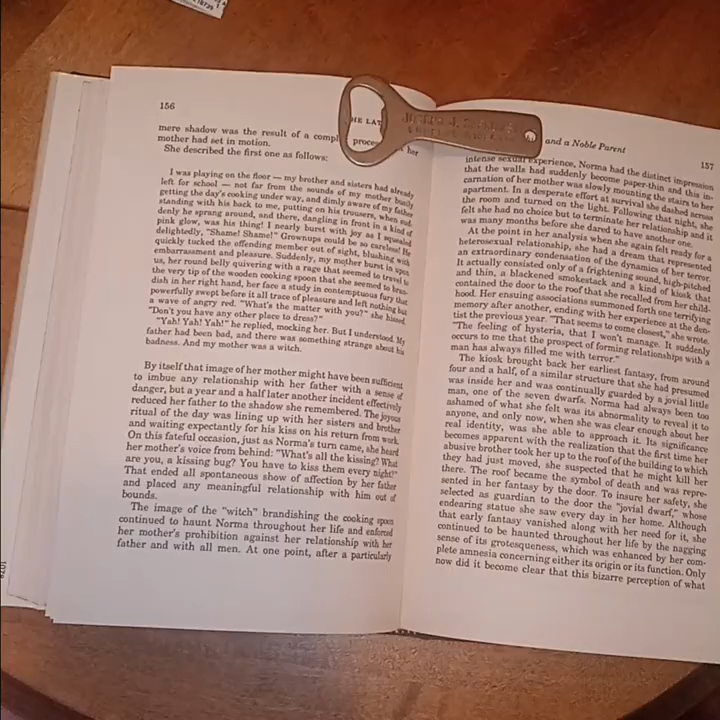 156
HE LAT
mere shadow was the result of a compl process her
mother had set in motion.
She described the first one as follows:
I was playing on the floor — my brother and sisters had already
left for school — not far from the sounds of my mother busily
getting the day's cooking under way, and dimly aware of my father
standing with his back to me, putting on his trousers, when sud-
denly he sprang around, and there, dangling in front in a kind of
pink glow, was his thing! I nearly burst with joy as I squealed
delightedly, "Shame! Shame!" Grownups could be so careless! He
quickly tucked the offending member out of sight, blushing with
embarrassment and pleasure. Suddenly, my mother burst in upon
us, her round belly quivering with a rage that seemed to travel to
the very tip of the wooden cooking spoon that she seemed to bran-
dish in her right hand, her face a study in contemptuous fury that
powerfully swept before it all trace of pleasure and left nothing but
a wave of angry red. "What's the matter with you?" she hissed.
"Don't you have any other place to dress?"
"Yah! Yah! Yah!" he replied, mocking her. But I understood. My
father had been bad, and there was something strange about his
badness. And my mother was a witch.
By itself that image of her mother might have been sufficient
to imbue any relationship with her father with a sense of
danger, but a year and a half later another incident effectively
reduced her father to the shadow she remembered. The joyous
ritual of the day was lining up with her sisters and brother
and waiting expectantly for his kiss on his return from work.
On this fateful occasion, just as Norma's turn came, she heard
her mother's voice from behind: "What's all the kissing? What
are you, a kissing bug? You have to kiss them every night?"
That ended all spontaneous show of affection by her father
and placed any meaningful relationship with him out of
bounds.
The image of the "witch" brandishing the cooking spoon
continued to haunt Norma throughout her life and enforced
her mother's prohibition against her relationship with her
father and with all men. At one point, after a particularly
and a Noble Parent
157
intense sexual experience, Norma had the distinct impression
that the walls had suddenly become paper-thin and this in-
carnation of her mother was slowly mounting the stairs to her
apartment. In a desperate effort at survival she dashed across
the room and turned on the light. Following that night, she
felt she had no choice but to terminate her relationship and it
was many months before she dared to have another one.
At the point in her analysis when she again felt ready for a
heterosexual relationship, she had a dream that represented
an extraordinary condensation of the dynamics of her terror.
It actually consisted only of a frightening sound, high-pitched
and thin, a blackened smokestack and a kind of kiosk that
contained the door to the roof that she recalled from her child-
hood. Her ensuing associations summoned forth one terrifying
memory after another, ending with her experience at the den-
tist the previous year. "That seems to come closest," she wrote.
"The feeling of hysteria, that I won't manage. It suddenly
occurs to me that the prospect of forming relationships with a
man has always filled me with terror."
The kiosk brought back her earliest fantasy, from around
four and a half, of a similar structure that she had presumed
was inside her and was continually guarded by a jovial little
man, one of the seven dwarfs. Norma had always been too
ashamed of what she felt was its abnormality to reveal it to
anyone, and only now, when she was clear enough about her
real identity, was she able to approach it. Its significance
becomes apparent with the realization that the first time her
abusive brother took her up to the roof of the building to which
they had just moved, she suspected that he might kill her
there. The roof became the symbol of death and was repre-
sented in her fantasy by the door. To insure her safety, she
selected as guardian to the door the "jovial dwarf," whose
endearing statue she saw every day in her home. Although
that early fantasy vanished along with her need for it, she
continued to be haunted throughout her life by the nagging
sense of its grotesqueness, which was enhanced by her com-
plete amnesia concerning either its origin or its function. Only
now did it become clear that this bizarre perception of what